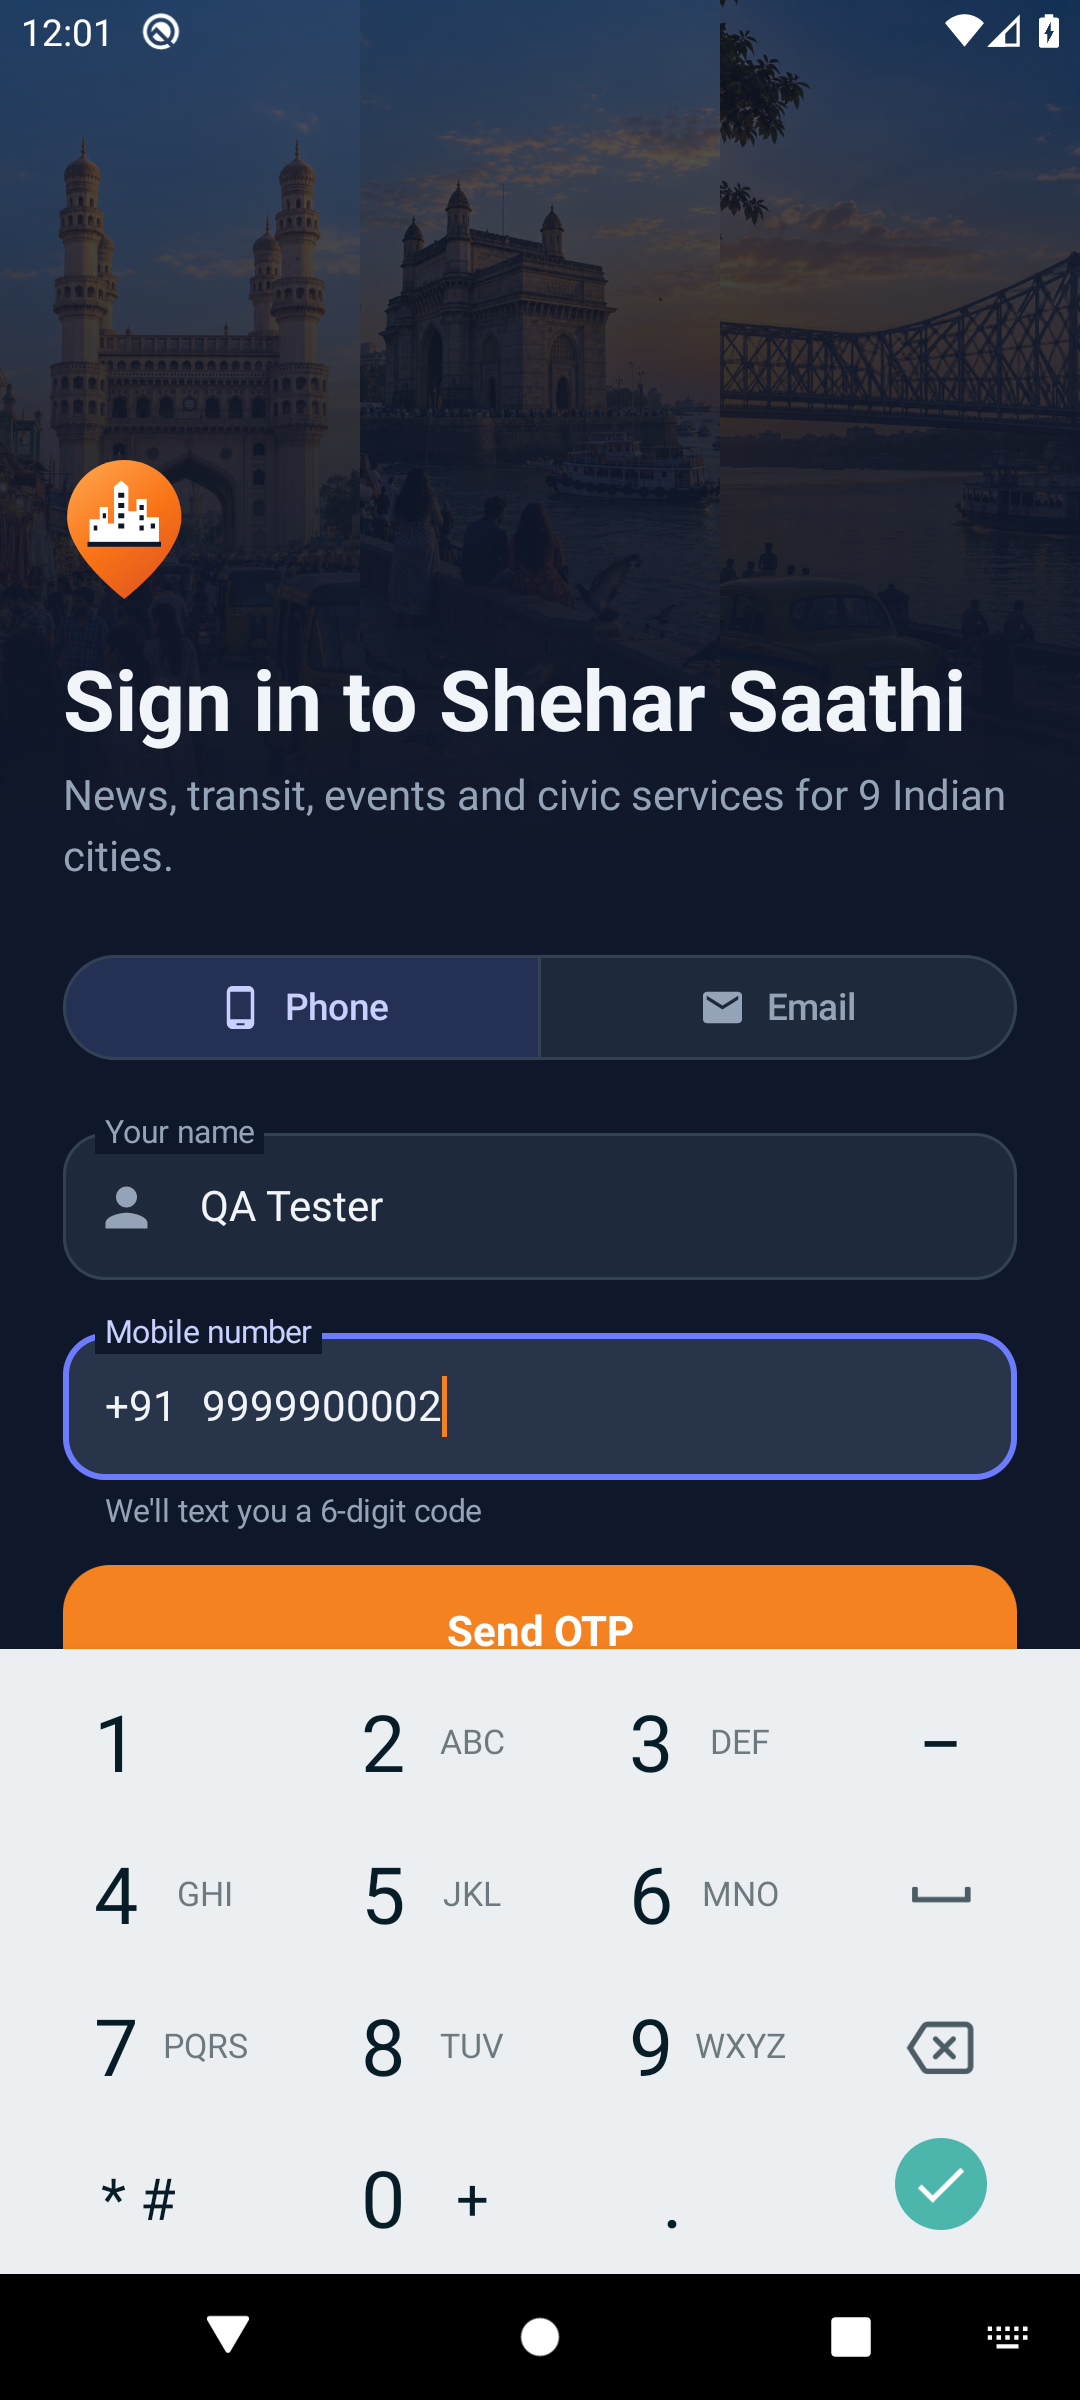 12:01
Sign in to Shehar Saathi
News, transit, events and civic services for 9 Indian
cities.
Phone
Email
Your name
QA Tester
Mobile number
+91 9999900002
We'll text you a 6-digit code
Send OTP
1
2 ABC
3 DEF
–
4 GHI
5 JKL
6 MNO
7 PQRS
8 TUV
9 WXYZ
* #
0 +
.